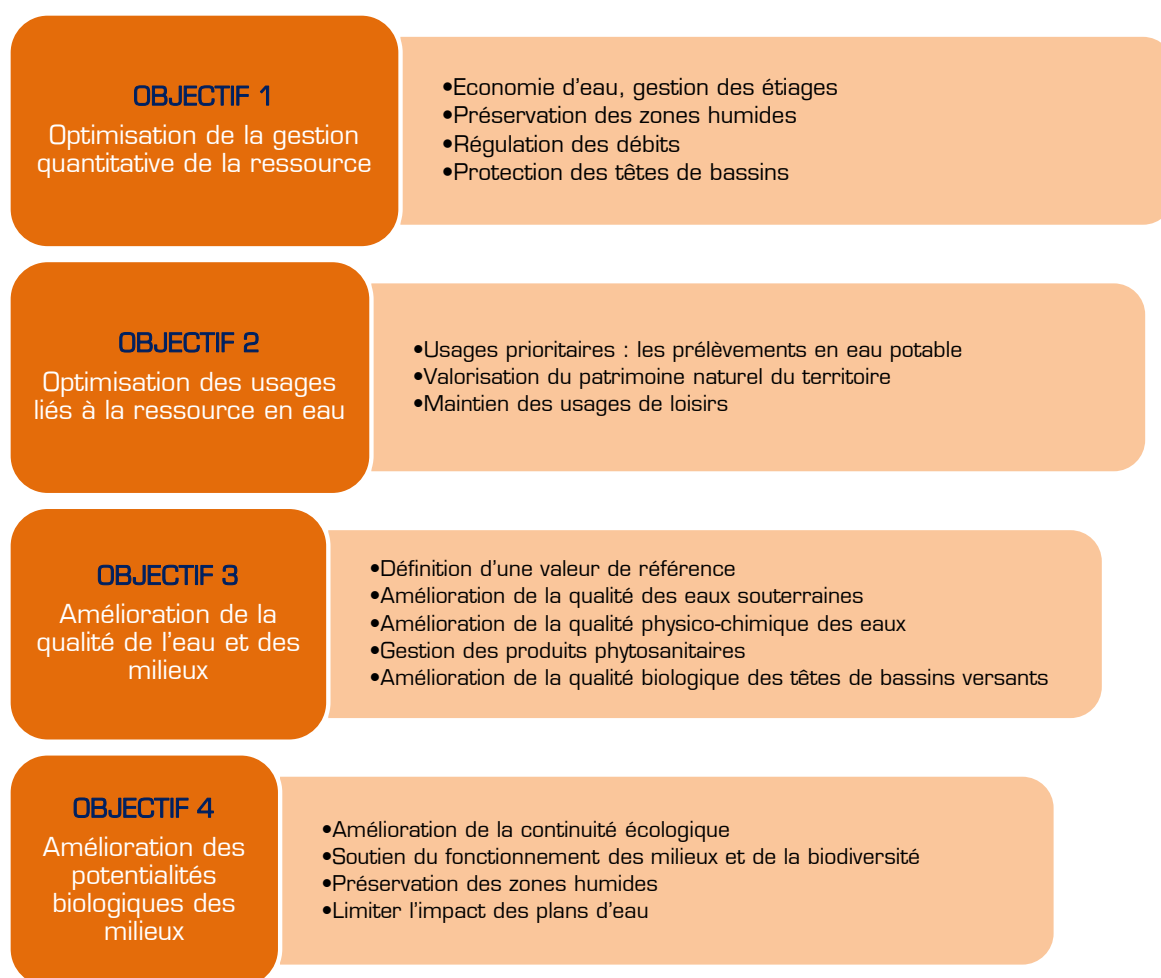 OBJECTIF 1
Optimisation de la gestion
quantitative de la ressource
•Economie d'eau, gestion des étiages
•Préservation des zones humides
•Régulation des débits
•Protection des têtes de bassins
OBJECTIF 2
Optimisation des usages
liés à la ressource en eau
•Usages prioritaires : les prélèvements en eau potable
•Valorisation du patrimoine naturel du territoire
•Maintien des usages de loisirs
OBJECTIF 3
Amélioration de la
qualité de l'eau et des
milieux
•Définition d'une valeur de référence
•Amélioration de la qualité des eaux souterraines
•Amélioration de la qualité physico-chimique des eaux
•Gestion des produits phytosanitaires
•Amélioration de la qualité biologique des têtes de bassins versants
OBJECTIF 4
Amélioration des
potentialités
biologiques des
milieux
•Amélioration de la continuité écologique
•Soutien du fonctionnement des milieux et de la biodiversité
•Préservation des zones humides
•Limiter l'impact des plans d'eau